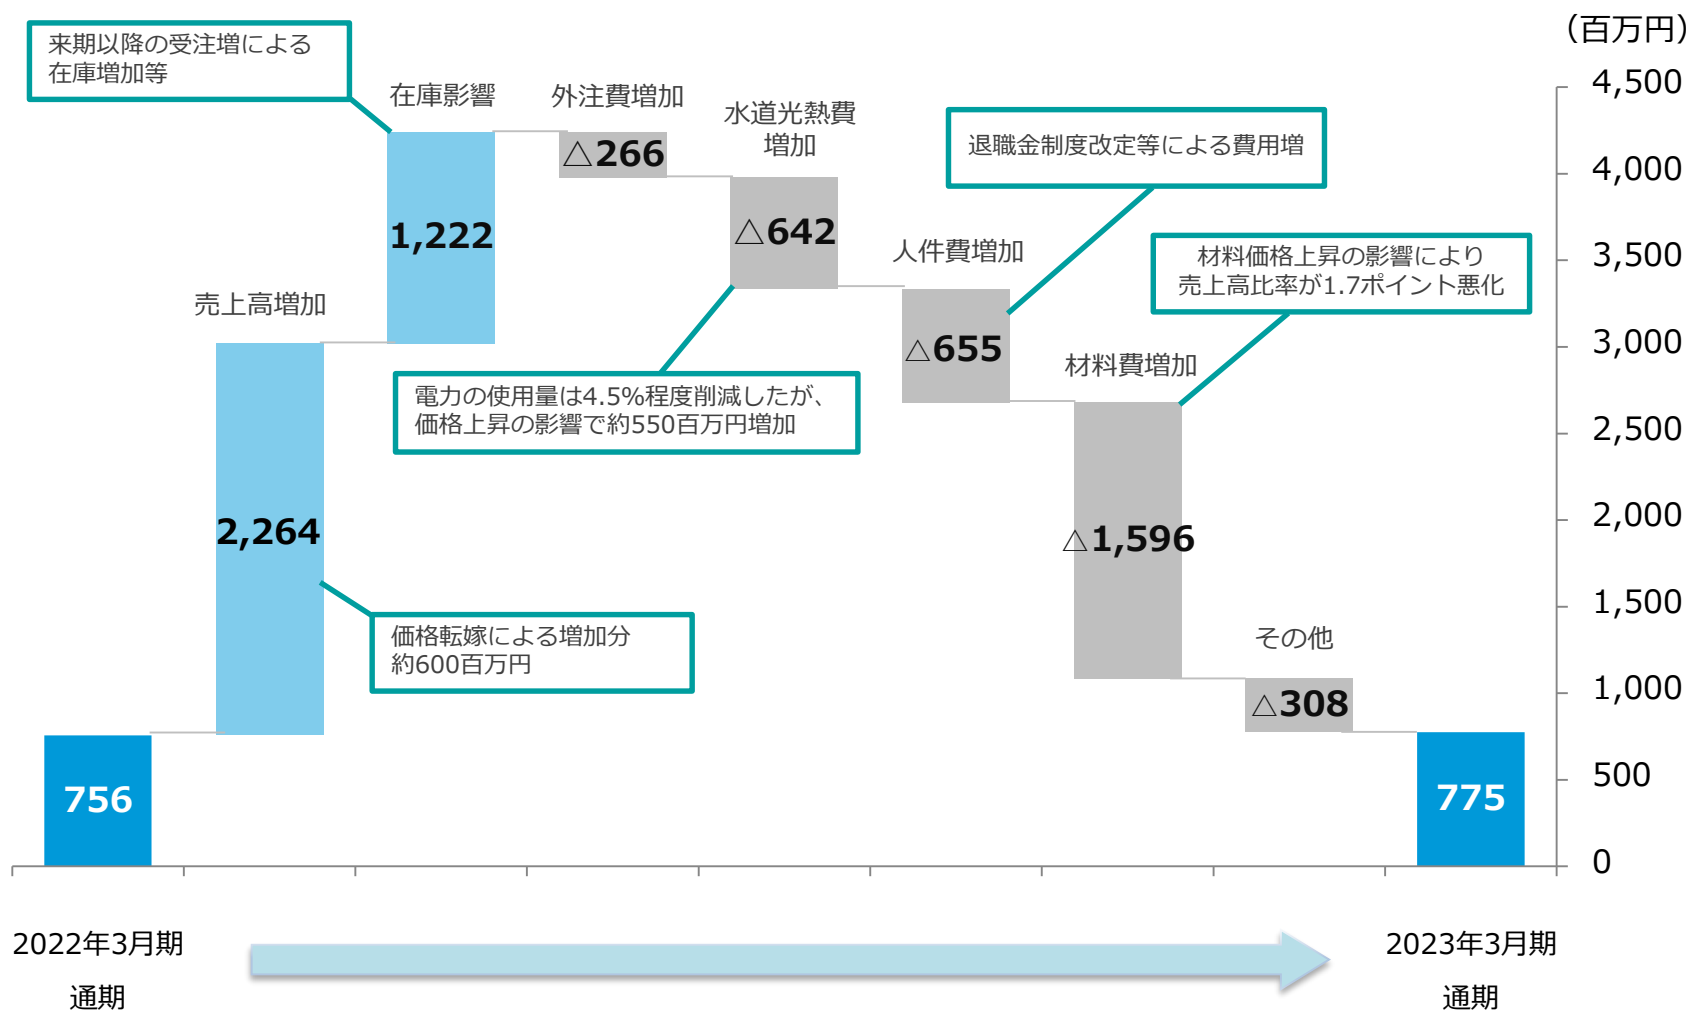 （百万円）
来期以降の受注増による
在庫増加等
在庫影響
外注費増加
水道光熱費
増加
退職金制度改定等による費用増
材料価格上昇の影響により
売上高比率が1.7ポイント悪化
人件費増加
売上高増加
材料費増加
電力の使用量は4.5%程度削減したが、
価格上昇の影響で約550百万円増加
価格転嫁による増加分
約600百万円
その他
756
2,264
1,222
△266
△642
△655
△1,596
△308
775
4,500
4,000
3,500
3,000
2,500
2,000
1,500
1,000
500
0
2022年3月期
通期
2023年3月期
通期